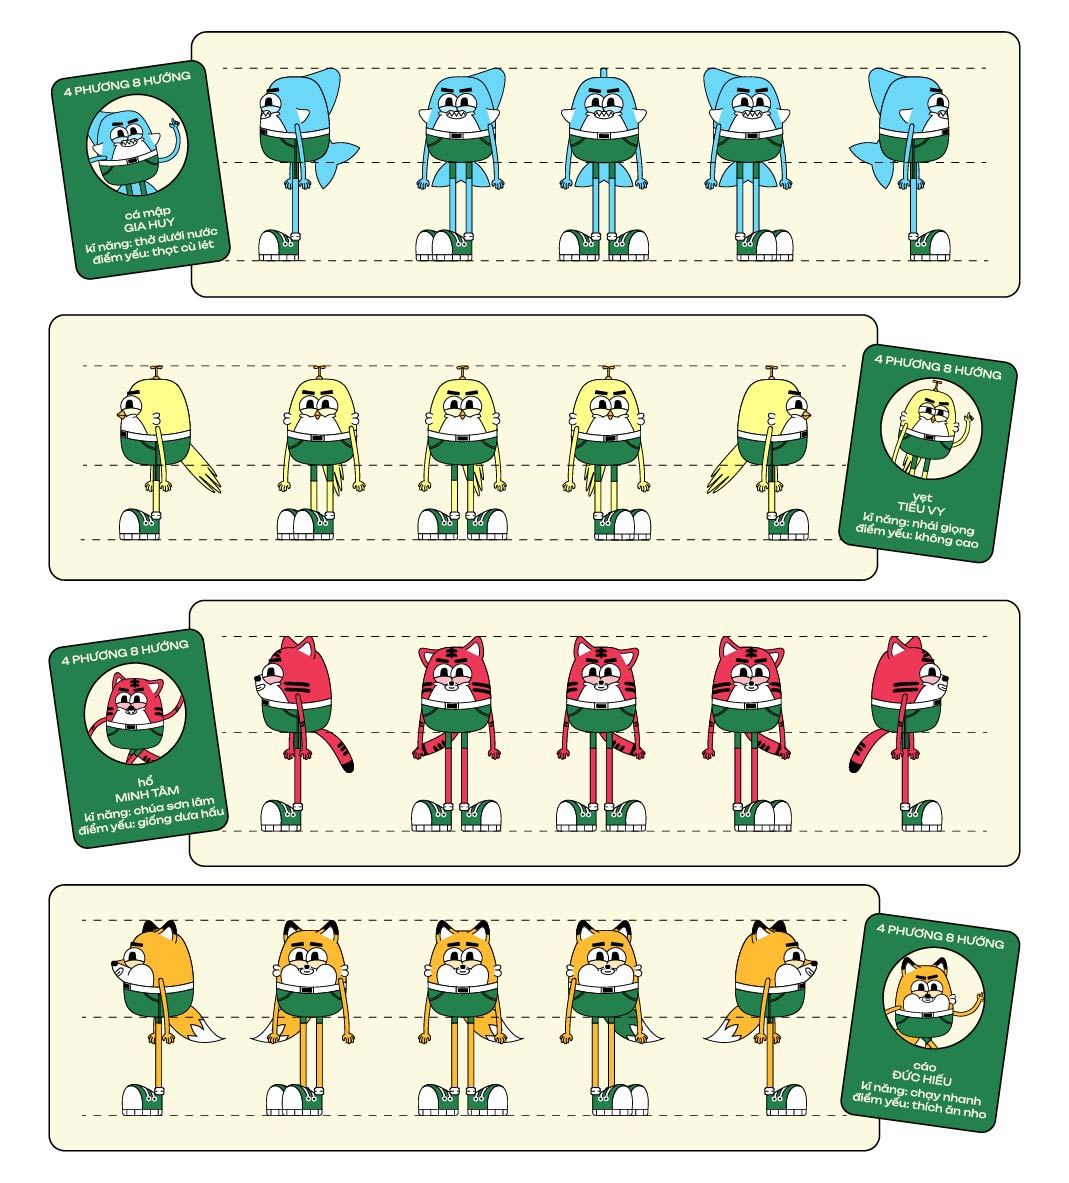 4 PHƯƠNG 8 HƯỚNG
cá mập
GIA HUY
kĩ năng: thở dưới nước
điểm yếu: thọt cù lét
4 PHƯƠNG 8 HƯỚNG
vẹt
TIỂU VY
kĩ năng: nhái giọng
điểm yếu: không cao
4 PHƯƠNG 8 HƯỚNG
hổ
MINH TÂM
kĩ năng: chúa sơn lâm
điểm yếu: giống dưa hấu
4 PHƯƠNG 8 HƯỚNG
cáo
ĐỨC HIẾU
kĩ năng: chạy nhanh
điểm yếu: thích ăn nho